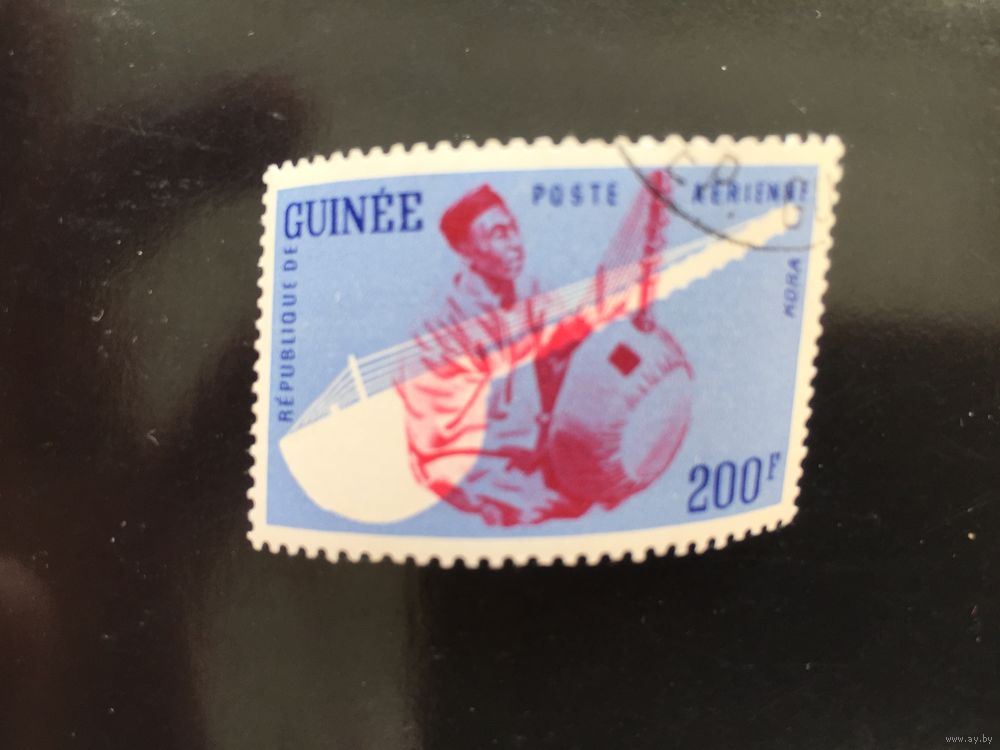 GUINÉE
POSTE AÉRIENNE
RÉPUBLIQUE DE
KORA
200F
www.ay.by